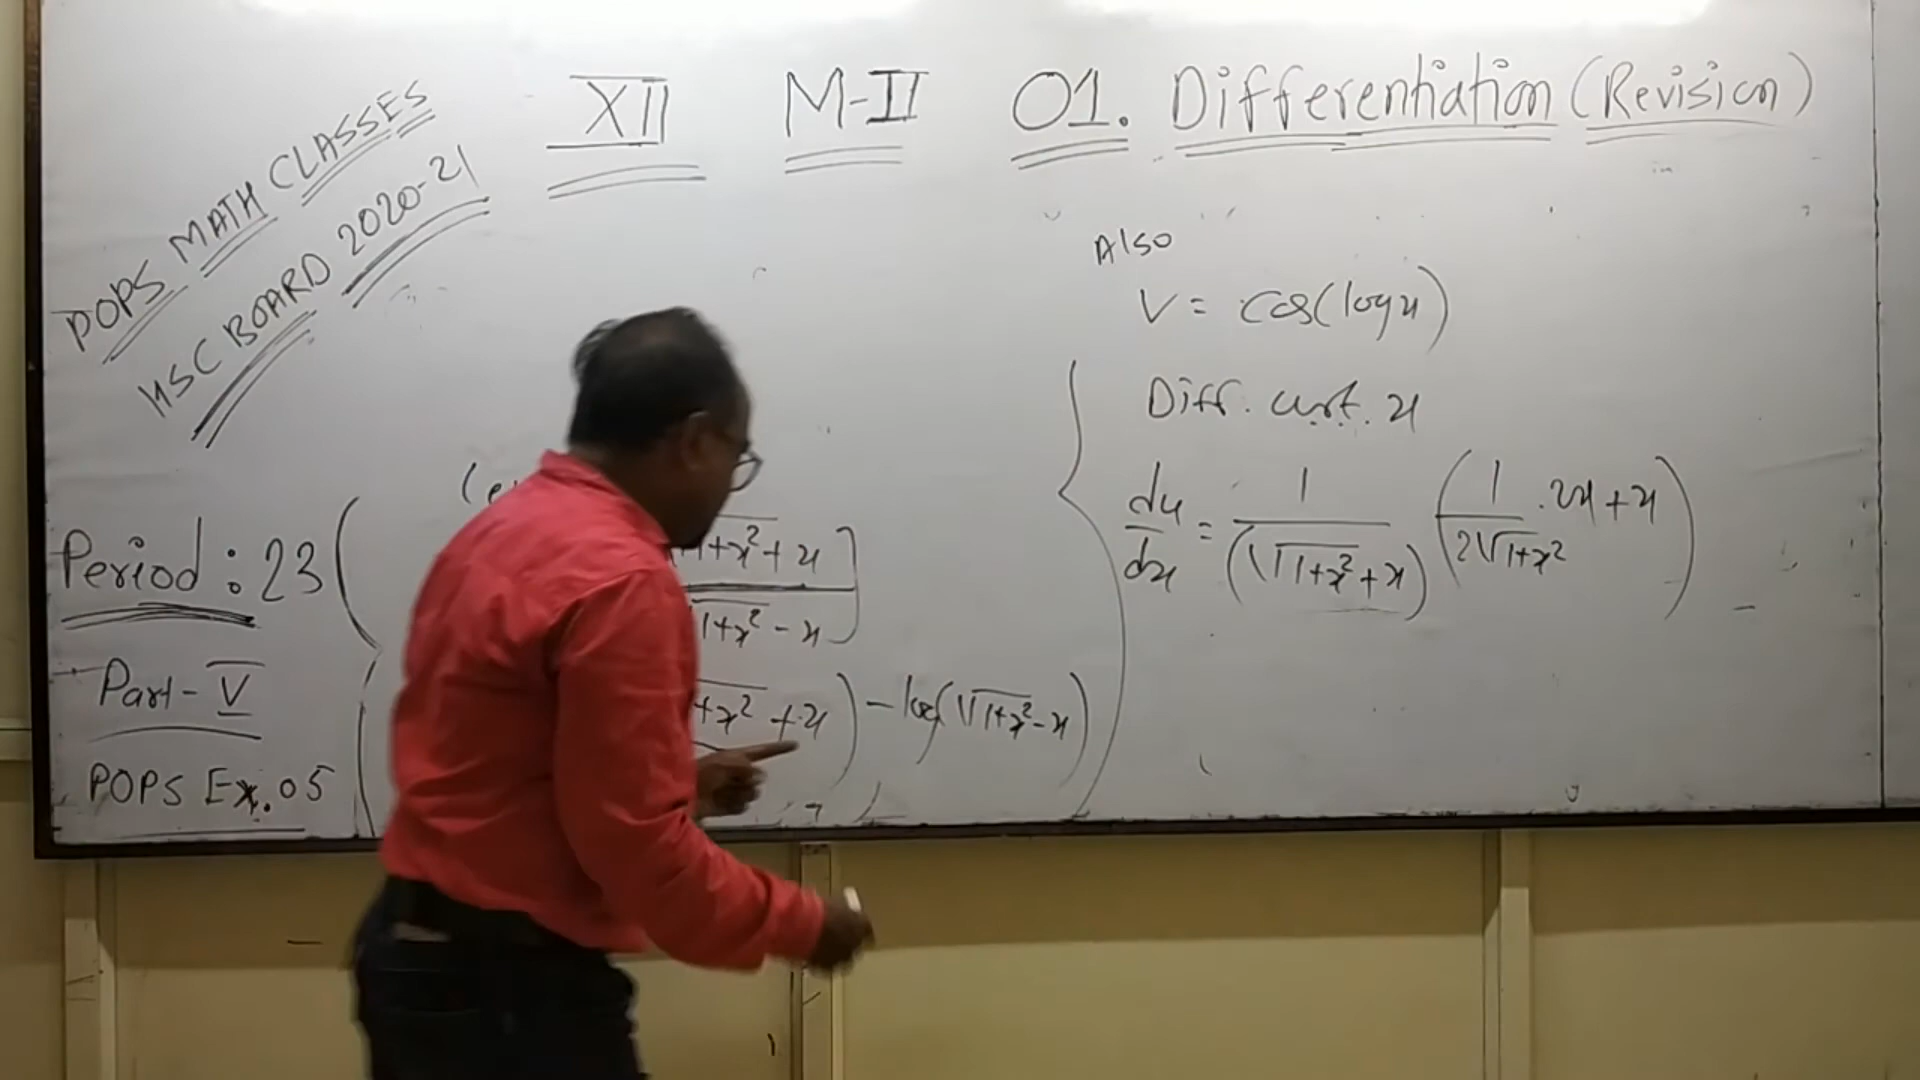 XII M-II 01. Differentiation (Revision)
POPS MATH CLASSES
HSC BOARD 2020-21
Period : 23
Part - V
POPS Ex. 05
1+x² + x
1+x² - x
+x² + x) - log(√1+x² - x)
Also
V = cos(log x)
Diff. w.r.t. x
du/dx = 1/(√1+x² + x) (1/2√1+x² . 2x + x)